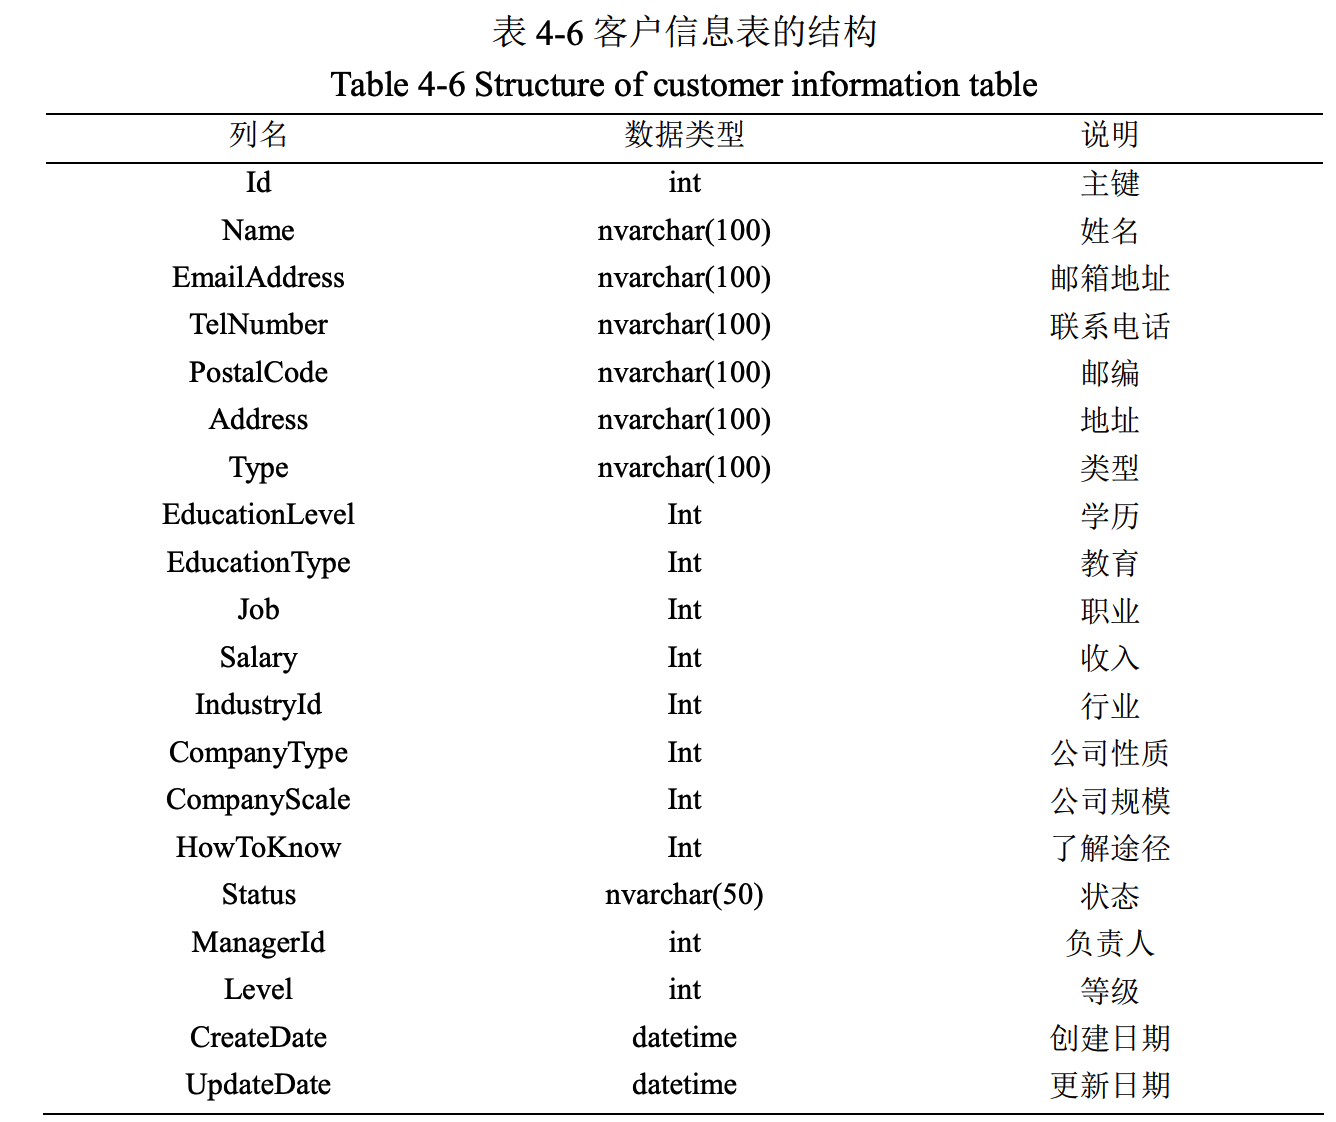 表 4-6 客户信息表的结构
Table 4-6 Structure of customer information table
列名 数据类型 说明
Id int 主键
Name nvarchar(100) 姓名
EmailAddress nvarchar(100) 邮箱地址
TelNumber nvarchar(100) 联系电话
PostalCode nvarchar(100) 邮编
Address nvarchar(100) 地址
Type nvarchar(100) 类型
EducationLevel Int 学历
EducationType Int 教育
Job Int 职业
Salary Int 收入
IndustryId Int 行业
CompanyType Int 公司性质
CompanyScale Int 公司规模
HowToKnow Int 了解途径
Status nvarchar(50) 状态
ManagerId int 负责人
Level int 等级
CreateDate datetime 创建日期
UpdateDate datetime 更新日期